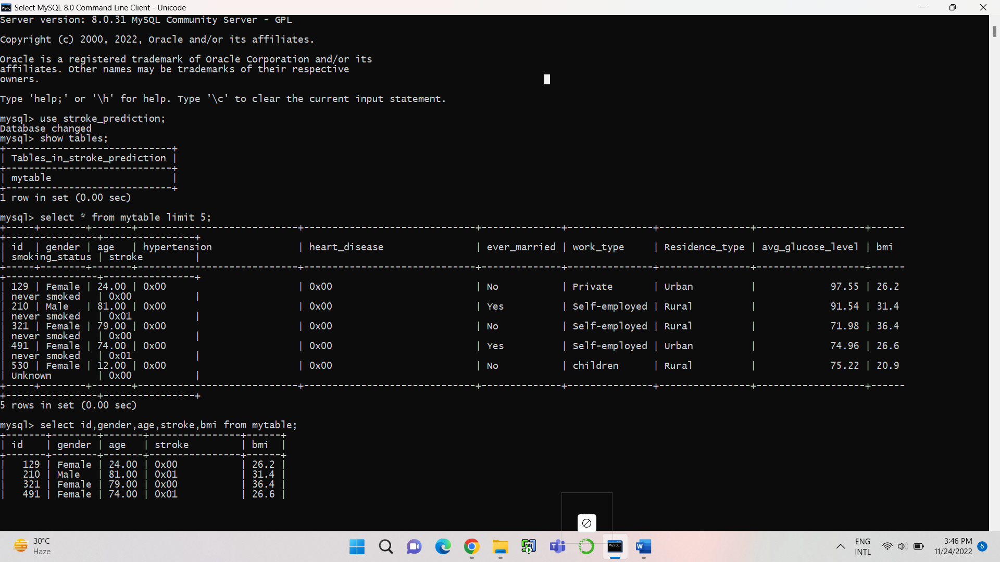 Select MySQL 8.0 Command Line Client - Unicode
Server version: 8.0.31 MySQL Community Server - GPL
Copyright (c) 2000, 2022, Oracle and/or its affiliates.
Oracle is a registered trademark of Oracle Corporation and/or its
affiliates. Other names may be trademarks of their respective
owners.
Type 'help;' or '\h' for help. Type '\c' to clear the current input statement.
mysql> use stroke_prediction;
Database changed
mysql> show tables;
+-----------------------------+
| Tables_in_stroke_prediction |
+-----------------------------+
| mytable                     |
+-----------------------------+
1 row in set (0.00 sec)
mysql> select * from mytable limit 5;
+-----+--------+-------+----------------------------+------------------------------+--------------+---------------+----------------+-------------------+------
+----------------+----------------+
| id  | gender | age   | hypertension               | heart_disease                | ever_married | work_type     | Residence_type | avg_glucose_level | bmi
| smoking_status | stroke         |
+-----+--------+-------+----------------------------+------------------------------+--------------+---------------+----------------+-------------------+------
+----------------+----------------+
| 129 | Female | 24.00 | 0x00                       | 0x00                         | No           | Private       | Urban          |             97.55 | 26.2
| never smoked   | 0x00           |
| 210 | Male   | 81.00 | 0x00                       | 0x00                         | Yes          | Self-employed | Rural          |             91.54 | 31.4
| never smoked   | 0x01           |
| 321 | Female | 79.00 | 0x00                       | 0x00                         | No           | Self-employed | Rural          |             71.98 | 36.4
| never smoked   | 0x00           |
| 491 | Female | 74.00 | 0x00                       | 0x00                         | Yes          | Self-employed | Urban          |             74.96 | 26.6
| never smoked   | 0x01           |
| 530 | Female | 12.00 | 0x00                       | 0x00                         | No           | children      | Rural          |             75.22 | 20.9
| Unknown        | 0x00           |
+-----+--------+-------+----------------------------+------------------------------+--------------+---------------+----------------+-------------------+------
+----------------+----------------+
5 rows in set (0.00 sec)
mysql> select id,gender,age,stroke,bmi from mytable;
+-------+--------+-------+----------------+------+
| id    | gender | age   | stroke         | bmi  |
+-------+--------+-------+----------------+------+
|   129 | Female | 24.00 | 0x00           | 26.2 |
|   210 | Male   | 81.00 | 0x01           | 31.4 |
|   321 | Female | 79.00 | 0x00           | 36.4 |
|   491 | Female | 74.00 | 0x01           | 26.6 |
30°C
Haze
MySQL
ENG
INTL
3:46 PM
11/24/2022
6